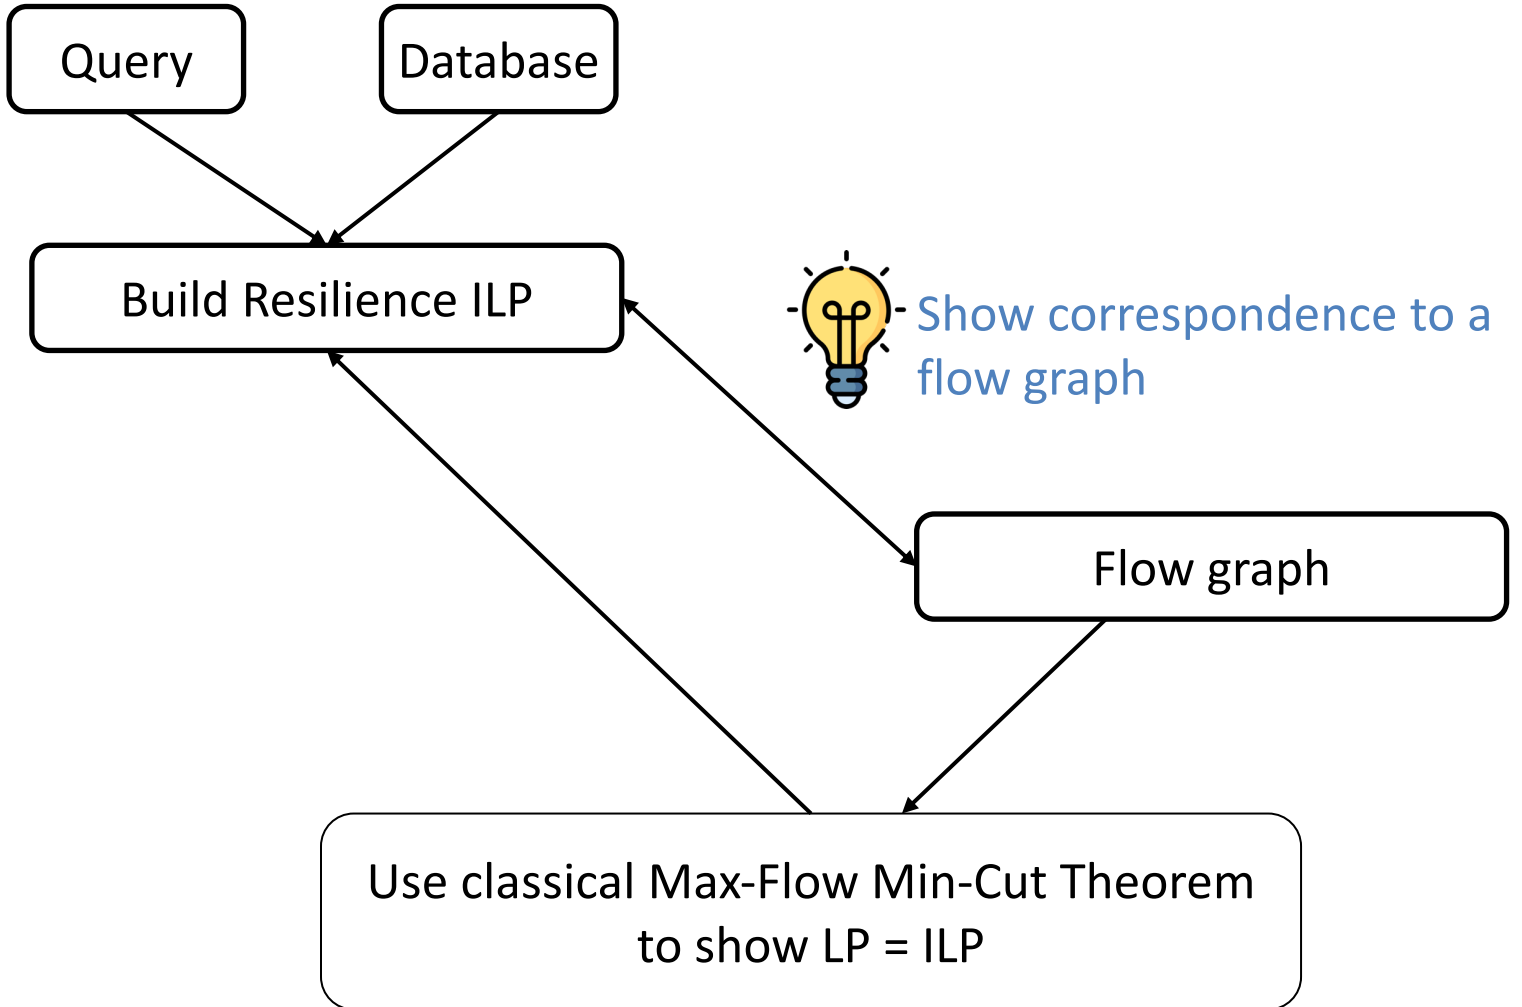 Query
Database
Build Resilience ILP
Show correspondence to a
flow graph
Flow graph
Use classical Max-Flow Min-Cut Theorem
to show LP = ILP